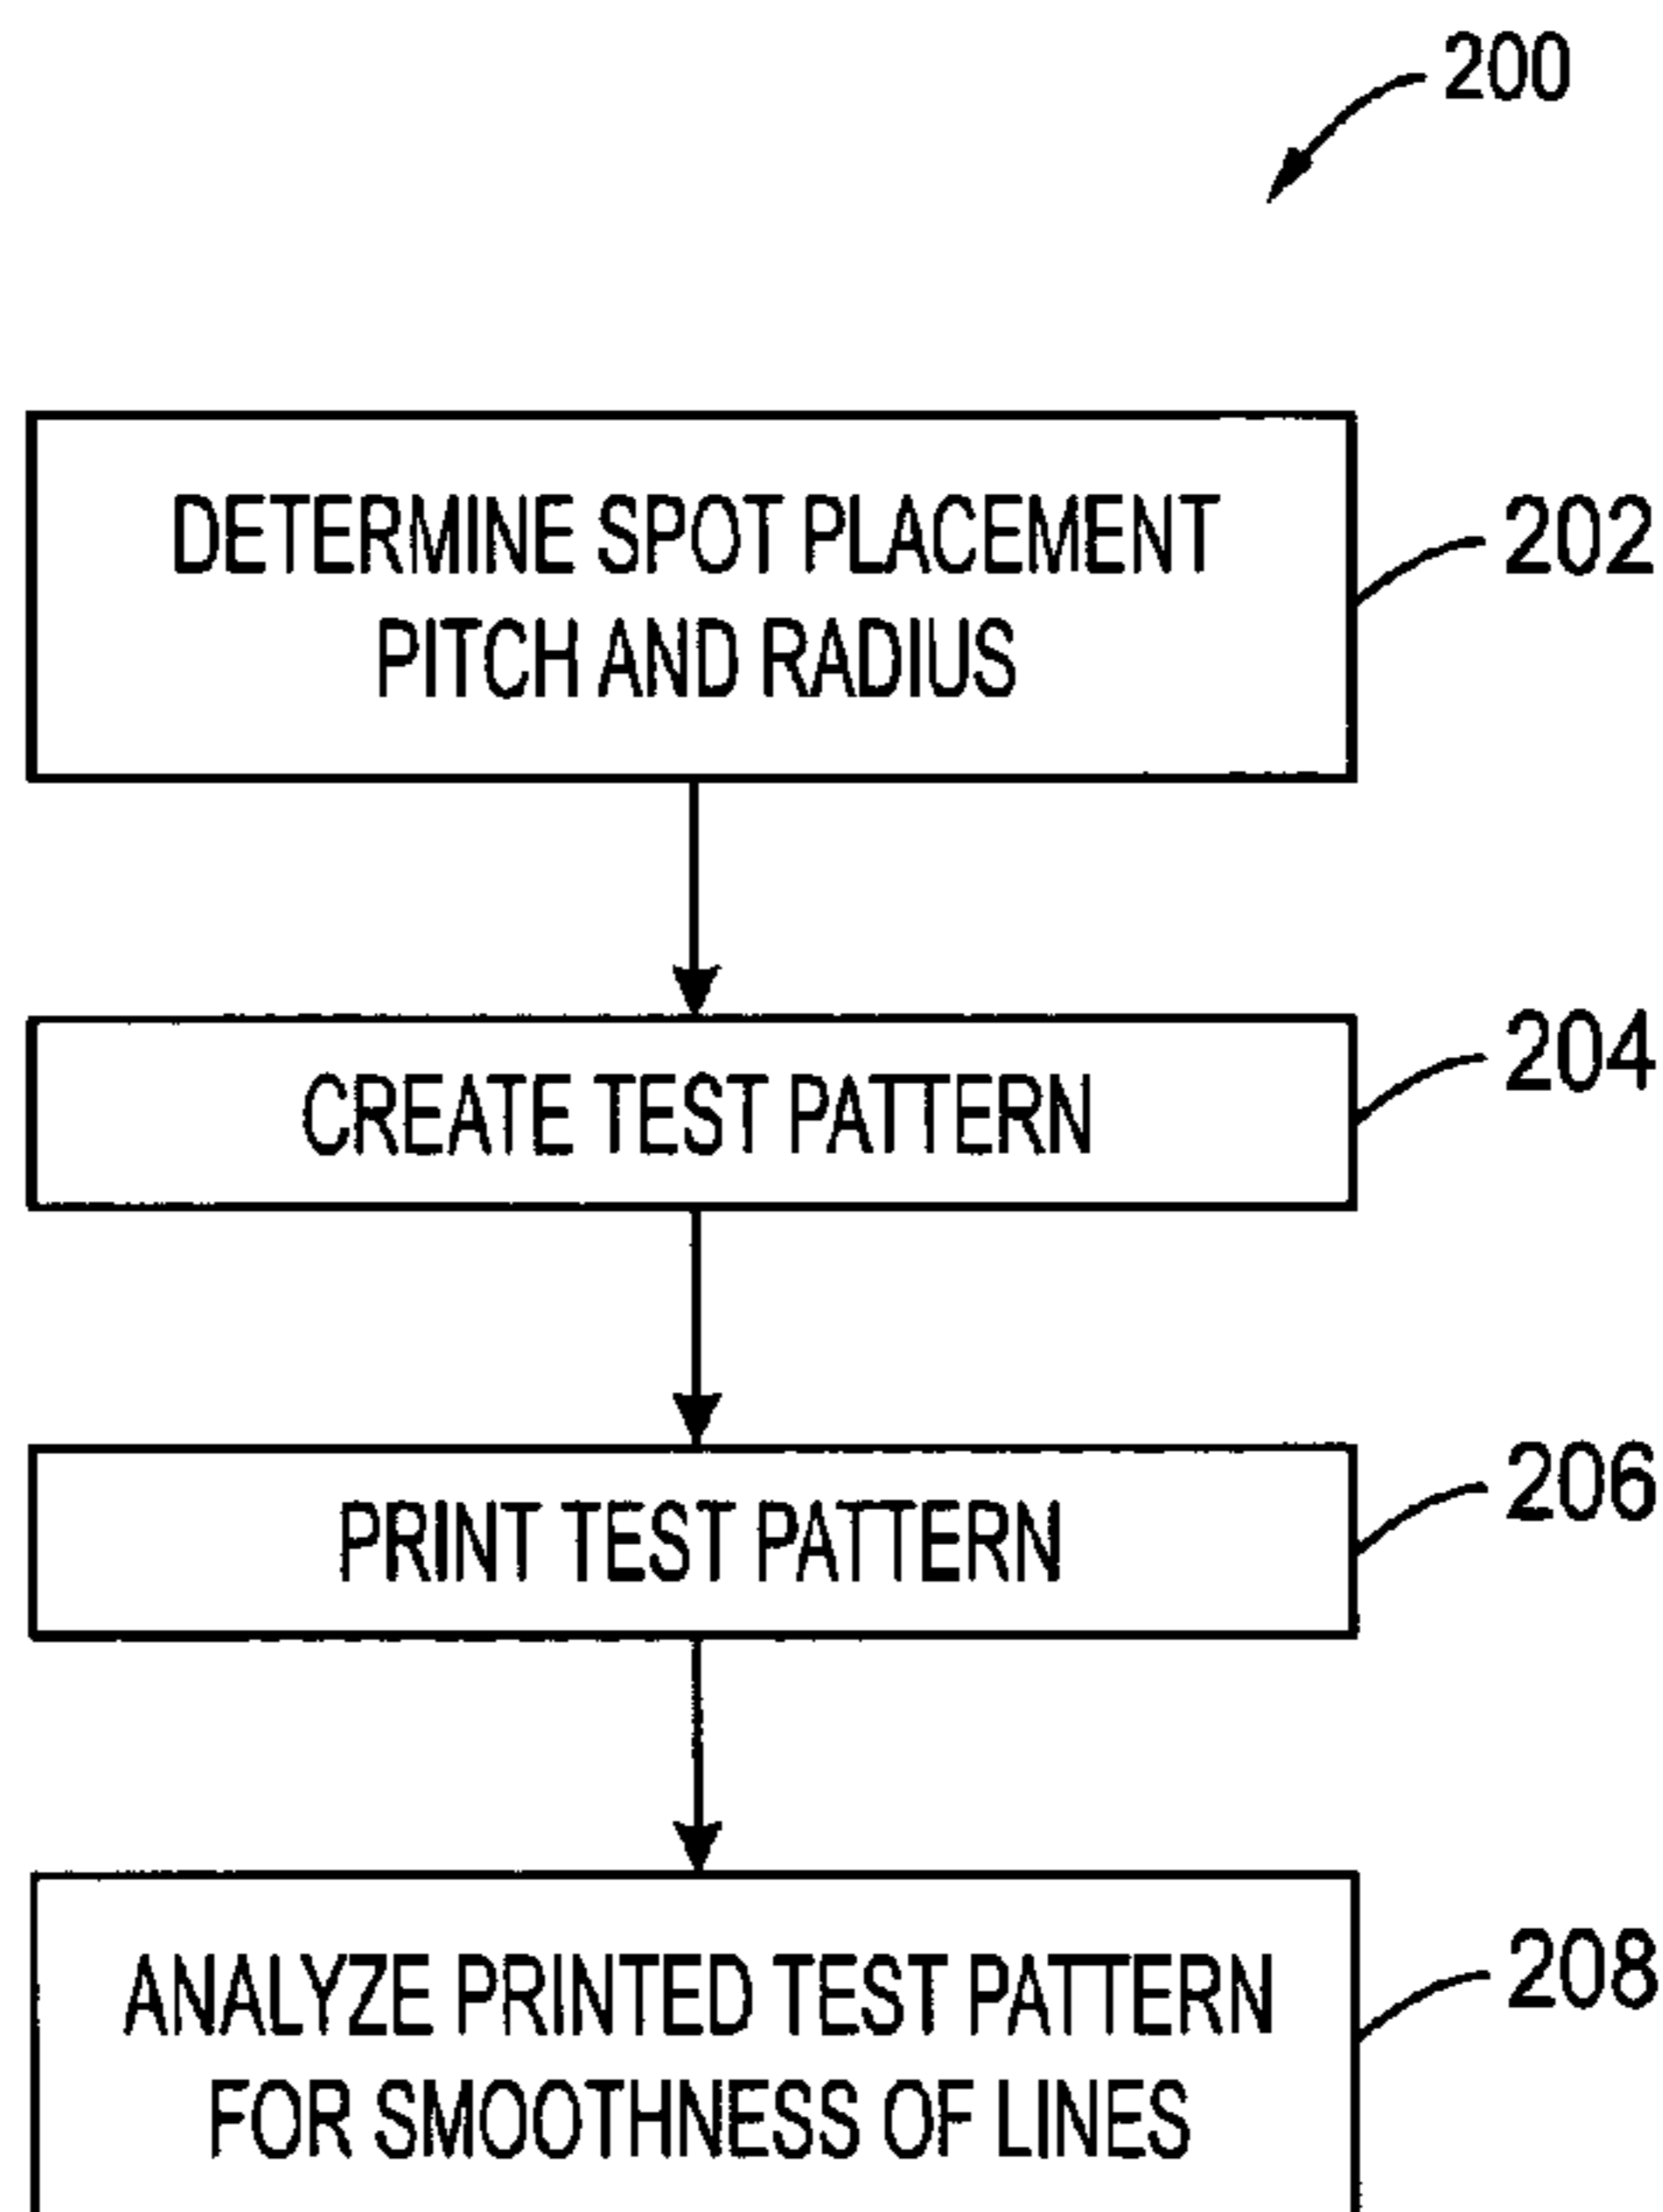 200
DETERMINE SPOT PLACEMENT
PITCH AND RADIUS
202
CREATE TEST PATTERN
204
PRINT TEST PATTERN
206
ANALYZE PRINTED TEST PATTERN
FOR SMOOTHNESS OF LINES
208